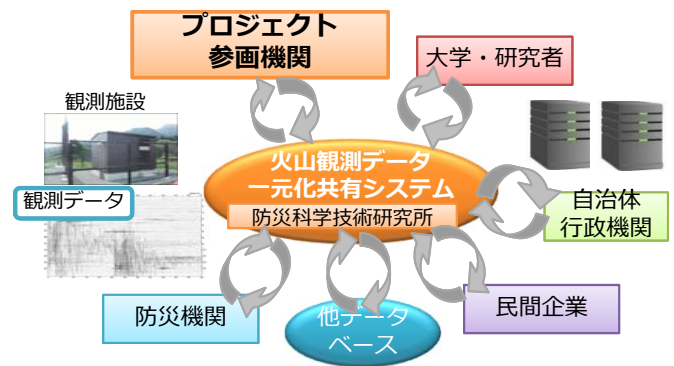 プロジェクト
参画機関
大学・研究者
観測施設
火山観測データ
一元化共有システム
防災科学技術研究所
観測データ
自治体
行政機関
防災機関
他データ
ベース
民間企業